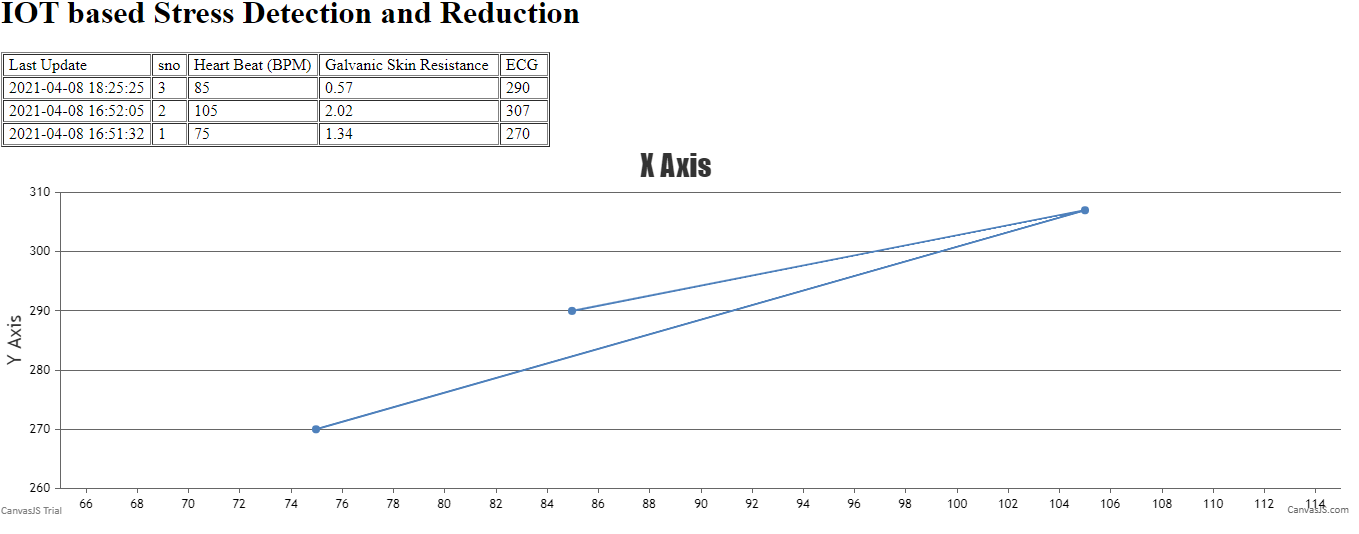 IOT based Stress Detection and Reduction
Last Update sno Heart Beat (BPM) Galvanic Skin Resistance ECG
2021-04-08 18:25:25 3 85 0.57 290
2021-04-08 16:52:05 2 105 2.02 307
2021-04-08 16:51:32 1 75 1.34 270
X Axis
310
300
290
280
270
260
Y Axis
66 68 70 72 74 76 78 80 82 84 86 88 90 92 94 96 98 100 102 104 106 108 110 112 114
CanvasJS Trial
CanvasJS.com